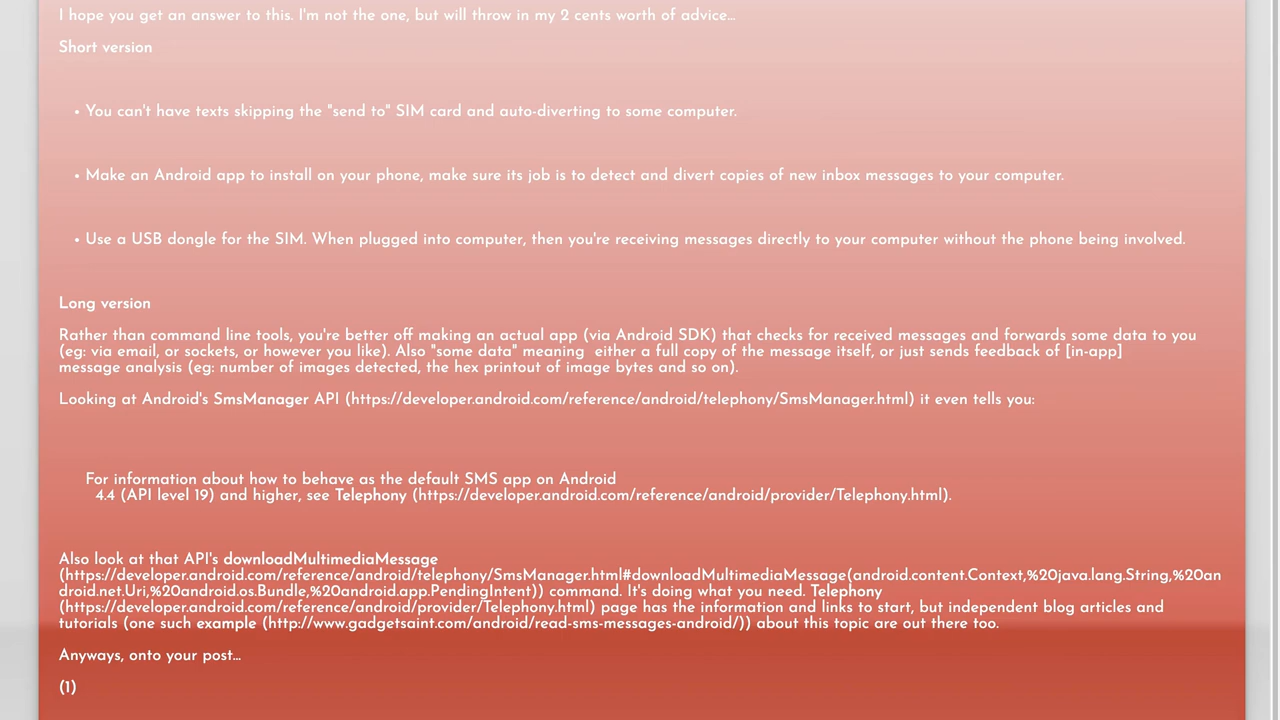 I hope you get an answer to this. I'm not the one, but will throw in my 2 cents worth of advice...
Short version
• You can't have texts skipping the "send to" SIM card and auto-diverting to some computer.
• Make an Android app to install on your phone, make sure its job is to detect and divert copies of new inbox messages to your computer.
• Use a USB dongle for the SIM. When plugged into computer, then you're receiving messages directly to your computer without the phone being involved.
Long version
Rather than command line tools, you're better off making an actual app (via Android SDK) that checks for received messages and forwards some data to you
(eg: via email, or sockets, or however you like). Also "some data" meaning  either a full copy of the message itself, or just sends feedback of [in-app]
message analysis (eg: number of images detected, the hex printout of image bytes and so on).
Looking at Android's SmsManager API (https://developer.android.com/reference/android/telephony/SmsManager.html) it even tells you:
For information about how to behave as the default SMS app on Android
4.4 (API level 19) and higher, see Telephony (https://developer.android.com/reference/android/provider/Telephony.html).
Also look at that API's downloadMultimediaMessage
(https://developer.android.com/reference/android/telephony/SmsManager.html#downloadMultimediaMessage(android.content.Context,%20java.lang.String,%20an
droid.net.Uri,%20android.os.Bundle,%20android.app.PendingIntent)) command. It's doing what you need. Telephony
(https://developer.android.com/reference/android/provider/Telephony.html) page has the information and links to start, but independent blog articles and
tutorials (one such example (http://www.gadgetsaint.com/android/read-sms-messages-android/)) about this topic are out there too.
Anyways, onto your post...
(1)